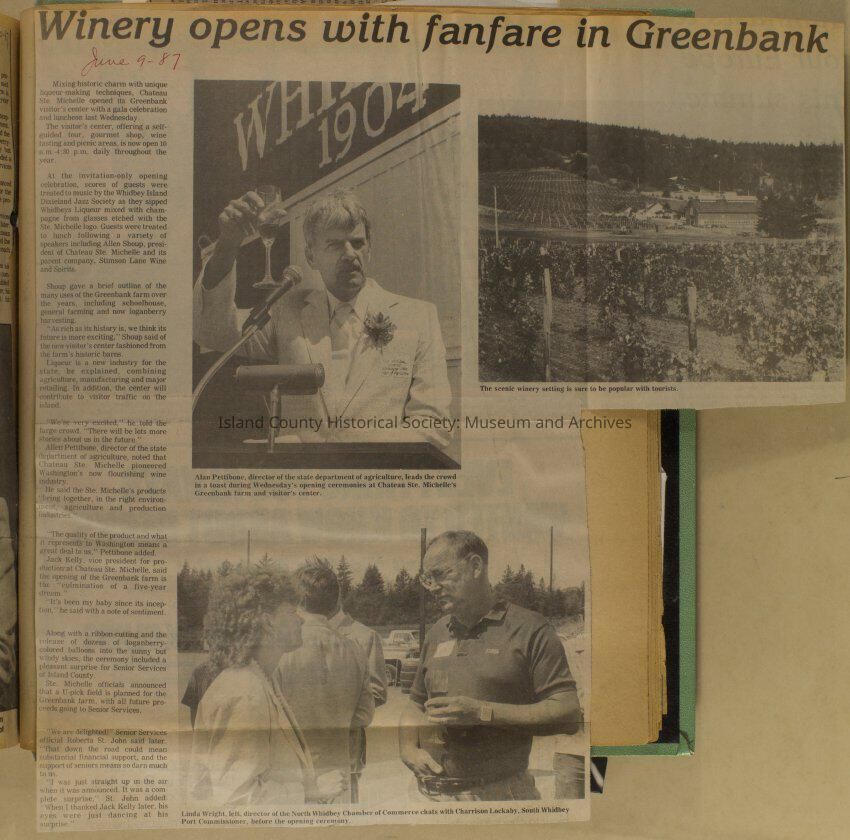 Winery opens with fanfare in Greenbank
June 9-87
Mixing historic charm with unique
liqueur-making techniques, Chateau
Ste. Michelle opened its Greenbank
visitor's center with a gala celebration
and luncheon last Wednesday.
The visitor's center, offering a self-
guided tour, gourmet shop, wine
tasting and picnic areas, is now open 10
a.m.-4:30 p.m. daily throughout the
year.
At the invitation-only opening
celebration, scores of guests were
treated to music by the Whidbey Island
Dixieland Jazz Society as they sipped
Whidbeys Liqueur mixed with cham-
pagne from glasses etched with the
Ste. Michelle logo. Guests were treated
to lunch following a variety of
speakers including Allen Shoup, presi-
dent of Chateau Ste. Michelle and its
parent company, Stimson Lane Wine
and Spirits.
Shoup gave a brief outline of the
many uses of the Greenbank farm over
the years, including schoolhouse,
general farming and now loganberry
harvesting.
"As rich as its history is, we think its
future is more exciting," Shoup said of
the new visitor's center fashioned from
the farm's historic barns.
Liqueur is a new industry for the
state, he explained, combining
agriculture, manufacturing and major
retailing. In addition, the center will
contribute to visitor traffic on the
island.
"We're very excited," he told the
large crowd. "There will be lots more
stories about us in the future."
Allen Pettibone, director of the state
department of agriculture, noted that
Chateau Ste. Michelle pioneered
Washington's now flourishing wine
industry.
He said the Ste. Michelle's products
"bring together, in the right environ-
ment, agriculture and production
industries."
"The quality of the product and what
it represents to Washington means a
great deal to us," Pettibone added.
Jack Kelly, vice president for pro-
duction at Chateau Ste. Michelle, said
the opening of the Greenbank farm is
the "culmination of a five-year
dream."
"It's been my baby since its incep-
tion," he said with a note of sentiment.
Along with a ribbon-cutting and the
release of dozens of loganberry-
colored balloons into the sunny but
windy skies, the ceremony included a
pleasant surprise for Senior Services
of Island County.
Ste. Michelle officials announced
that a U-pick field is planned for the
Greenbank farm, with all future pro-
ceeds going to Senior Services.
"We are delighted!" Senior Services
official Roberta St. John said later.
"That down the road could mean
substantial financial support, and the
support of seniors means so darn much
to us.
"I was just straight up in the air
when it was announced. It was a com-
plete surprise," St. John added.
"When I thanked Jack Kelly later, his
eyes were just dancing at his
surprise."
WHI
1904
Alan Pettibone, director of the state department of agriculture, leads the crowd
in a toast during Wednesday's opening ceremonies at Chateau Ste. Michelle's
Greenbank farm and visitor's center.
The scenic winery setting is sure to be popular with tourists.
Island County Historical Society: Museum and Archives
Linda Wright, left, director of the North Whidbey Chamber of Commerce chats with Charrison Lockaby, South Whidbey
Port Commissioner, before the opening ceremony.